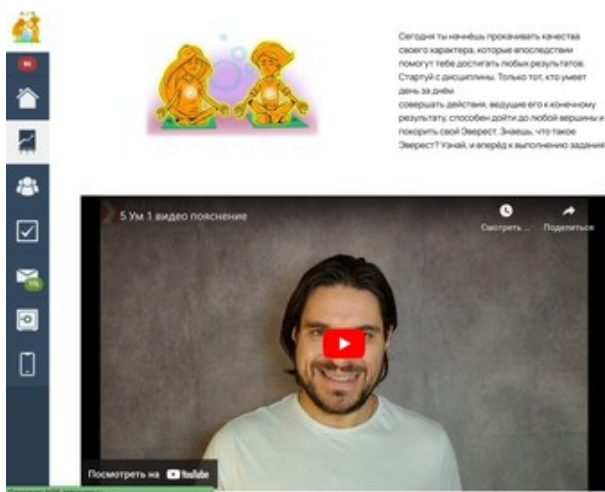 Сегодня ты начнёшь прокачивать качества
своего характера, которые впоследствии
помогут тебе достигать любых результатов.
Стартуй с дисциплины. Только тот, кто умеет
день за днём
совершать действия, ведущие его к конечному
результату, способен дойти до любой вершины и
покорить свой Эверест. Знаешь, что такое
Эверест? Узнай, и вперёд к выполнению задания
5 Ум 1 видео пояснение
Смотреть ...
Поделиться
Посмотреть на YouTube